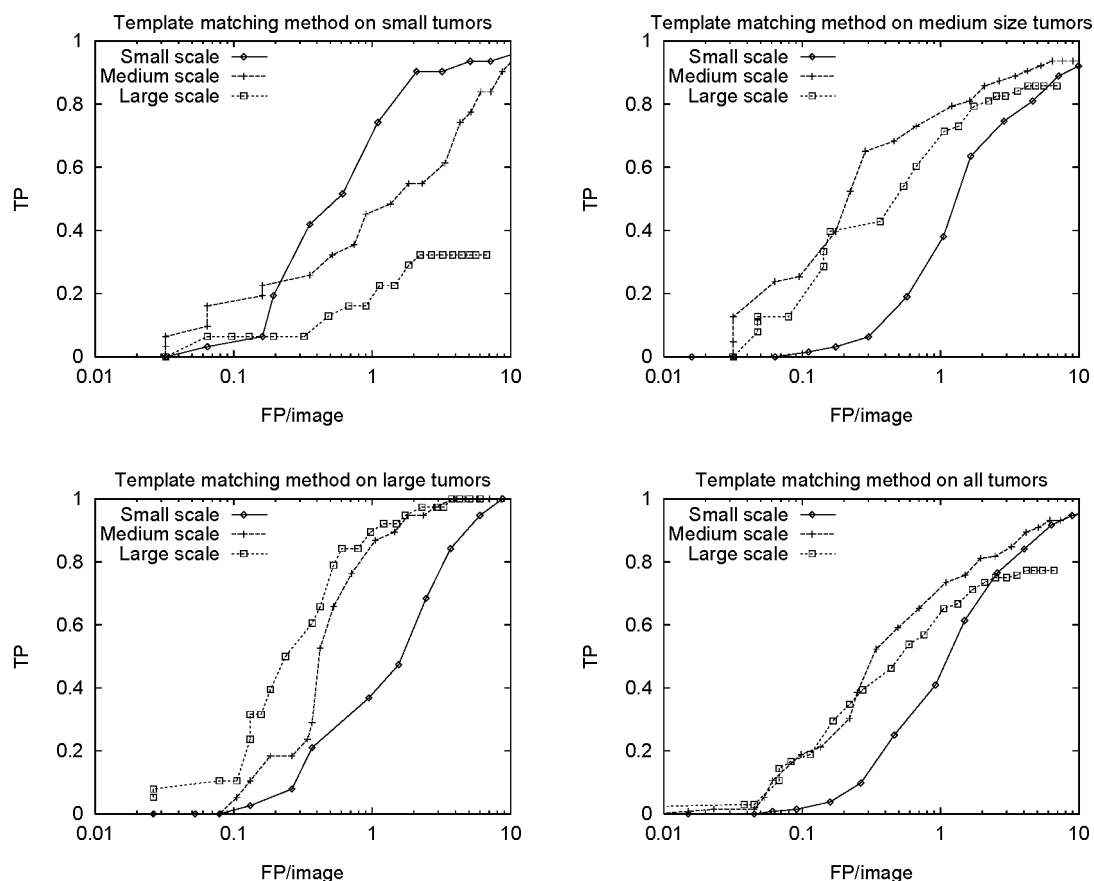 Template matching method on small tumors
1
Small scale
Medium scale
Large scale
0.8
0.6
TP
0.4
0.2
0
0.01
0.1
1
10
FP/image
Template matching method on medium size tumors
1
Small scale
Medium scale
Large scale
0.8
0.6
TP
0.4
0.2
0
0.01
0.1
1
10
FP/image
Template matching method on large tumors
1
Small scale
Medium scale
Large scale
0.8
0.6
TP
0.4
0.2
0
0.01
0.1
1
10
FP/image
Template matching method on all tumors
1
Small scale
Medium scale
Large scale
0.8
0.6
TP
0.4
0.2
0
0.01
0.1
1
10
FP/image